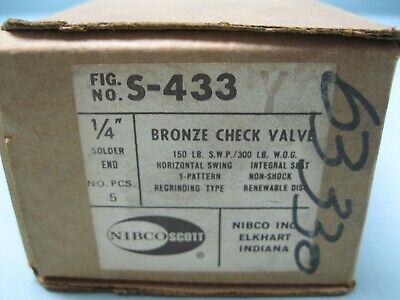 FIG. NO. S-433 Y
1/4" BRONZE CHECK VALVE
SOLDER END
150 LB. S.W.P./300 LB. W.O.G.
HORIZONTAL SWING INTEGRAL SEAT
Y-PATTERN NON-SHOCK
REGRINDING TYPE RENEWABLE DISC
NO. PCS.
5
NIBCO SCOTT ®
NIBCO INC.
ELKHART
INDIANA
63330